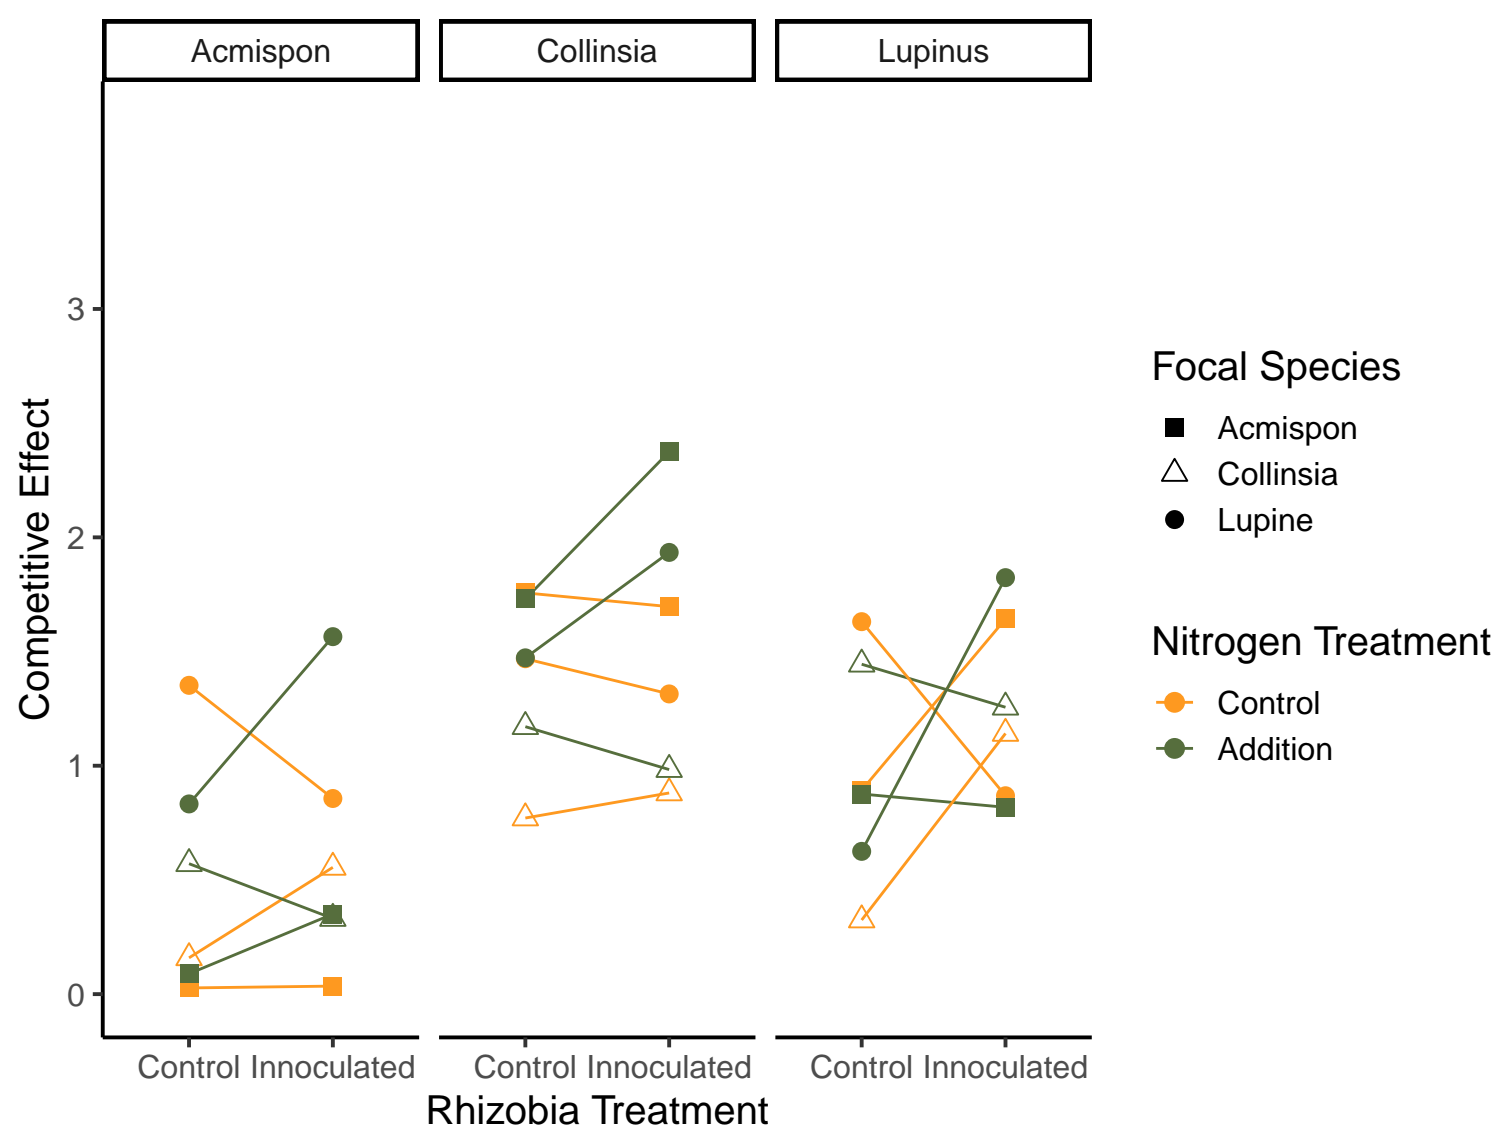 Acmispon
Collinsia
Lupinus
Competitive Effect
3
2
1
0
Control Innoculated
Control Innoculated
Control Innoculated
Rhizobia Treatment
Focal Species
Acmispon
Collinsia
Lupine
Nitrogen Treatment
Control
Addition